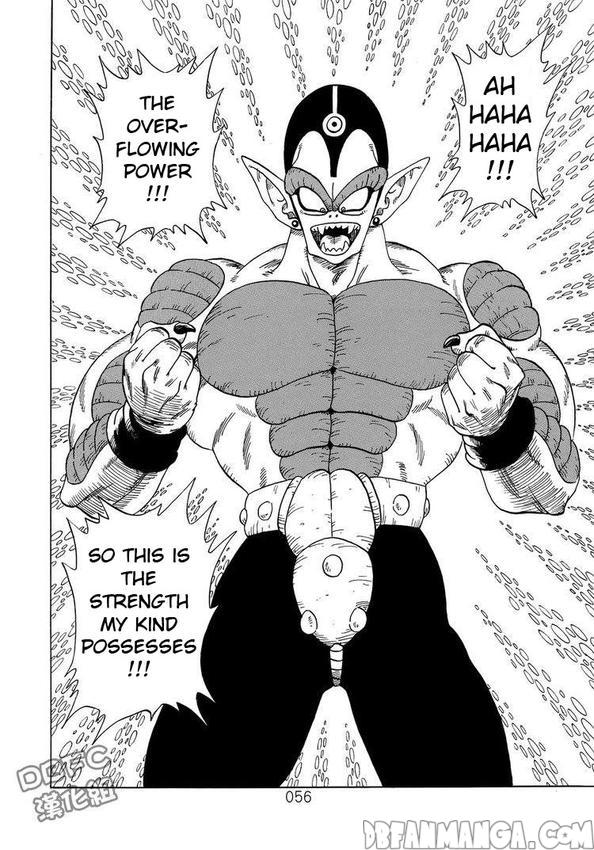 AH
HAHA
HAHA
!!!
THE
OVER-
FLOWING
POWER
!!!
SO THIS IS
THE
STRENGTH
MY KIND
POSSESSES
!!!
DBFC
漢化組
056
DBFANMANGA.COM